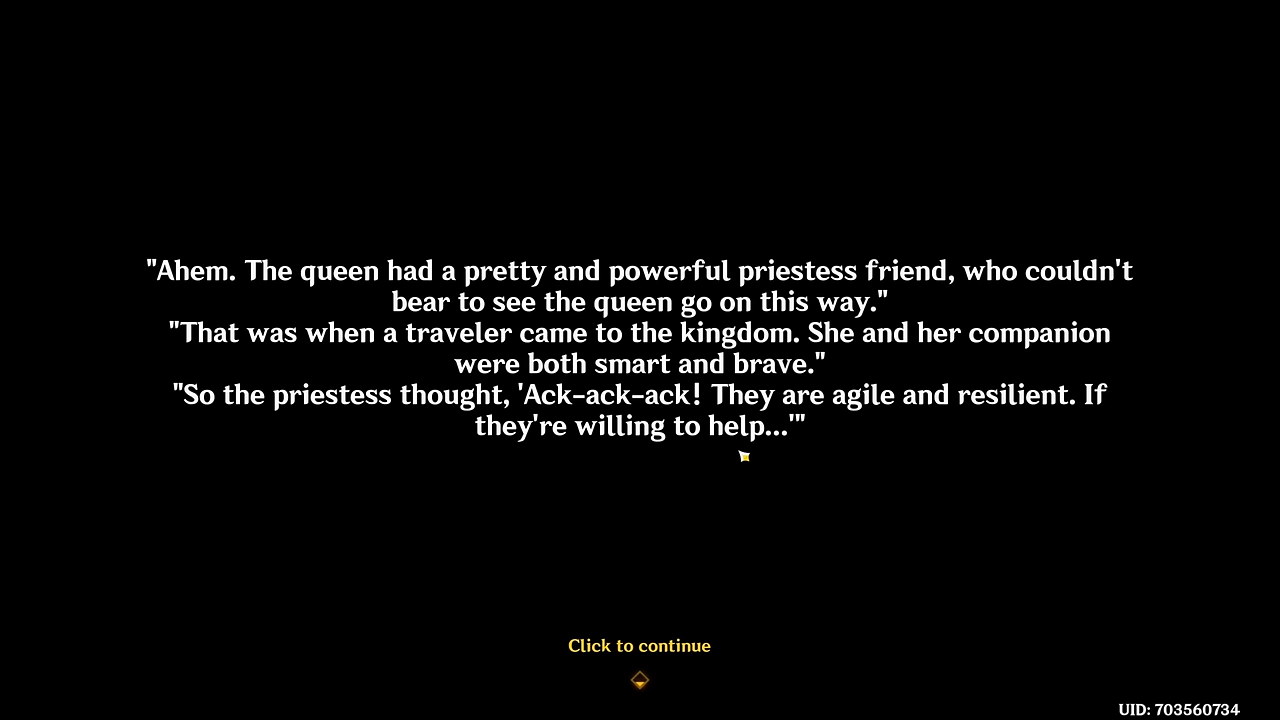 "Ahem. The queen had a pretty and powerful priestess friend, who couldn't
bear to see the queen go on this way."
"That was when a traveler came to the kingdom. She and her companion
were both smart and brave."
"So the priestess thought, 'Ack-ack-ack! They are agile and resilient. If
they're willing to help...'"
Click to continue
UID: 703560734